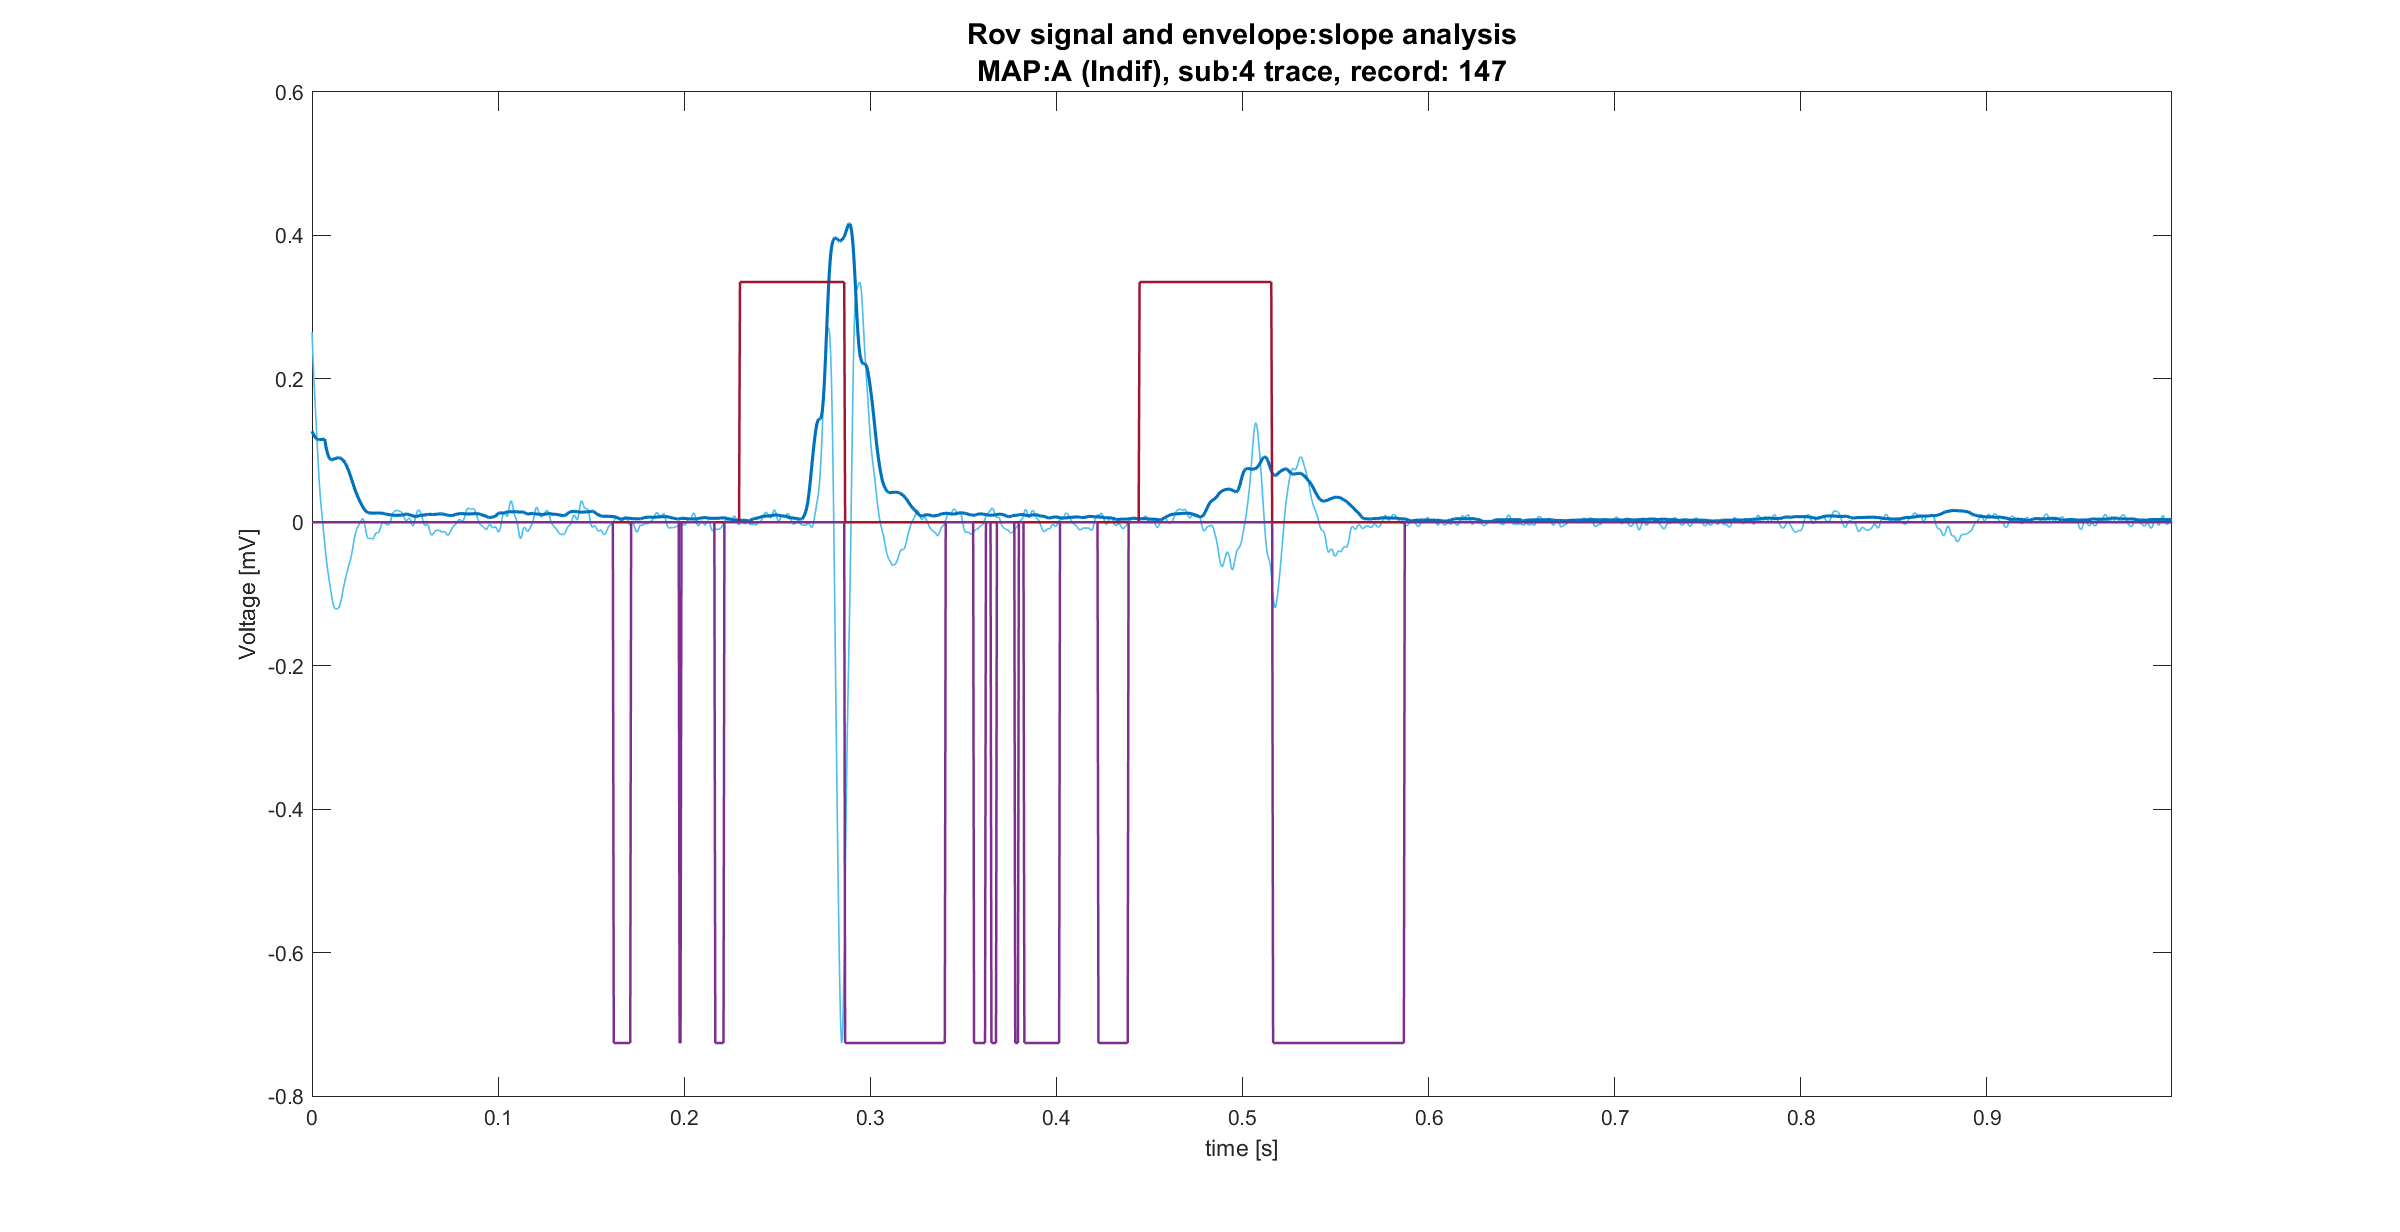 Rov signal and envelope:slope analysis
MAP:A (Indif), sub:4 trace, record: 147
0.6
0.4
0.2
0
-0.2
-0.4
-0.6
-0.8
Voltage [mV]
0 0.1 0.2 0.3 0.4 0.5 0.6 0.7 0.8 0.9
time [s]